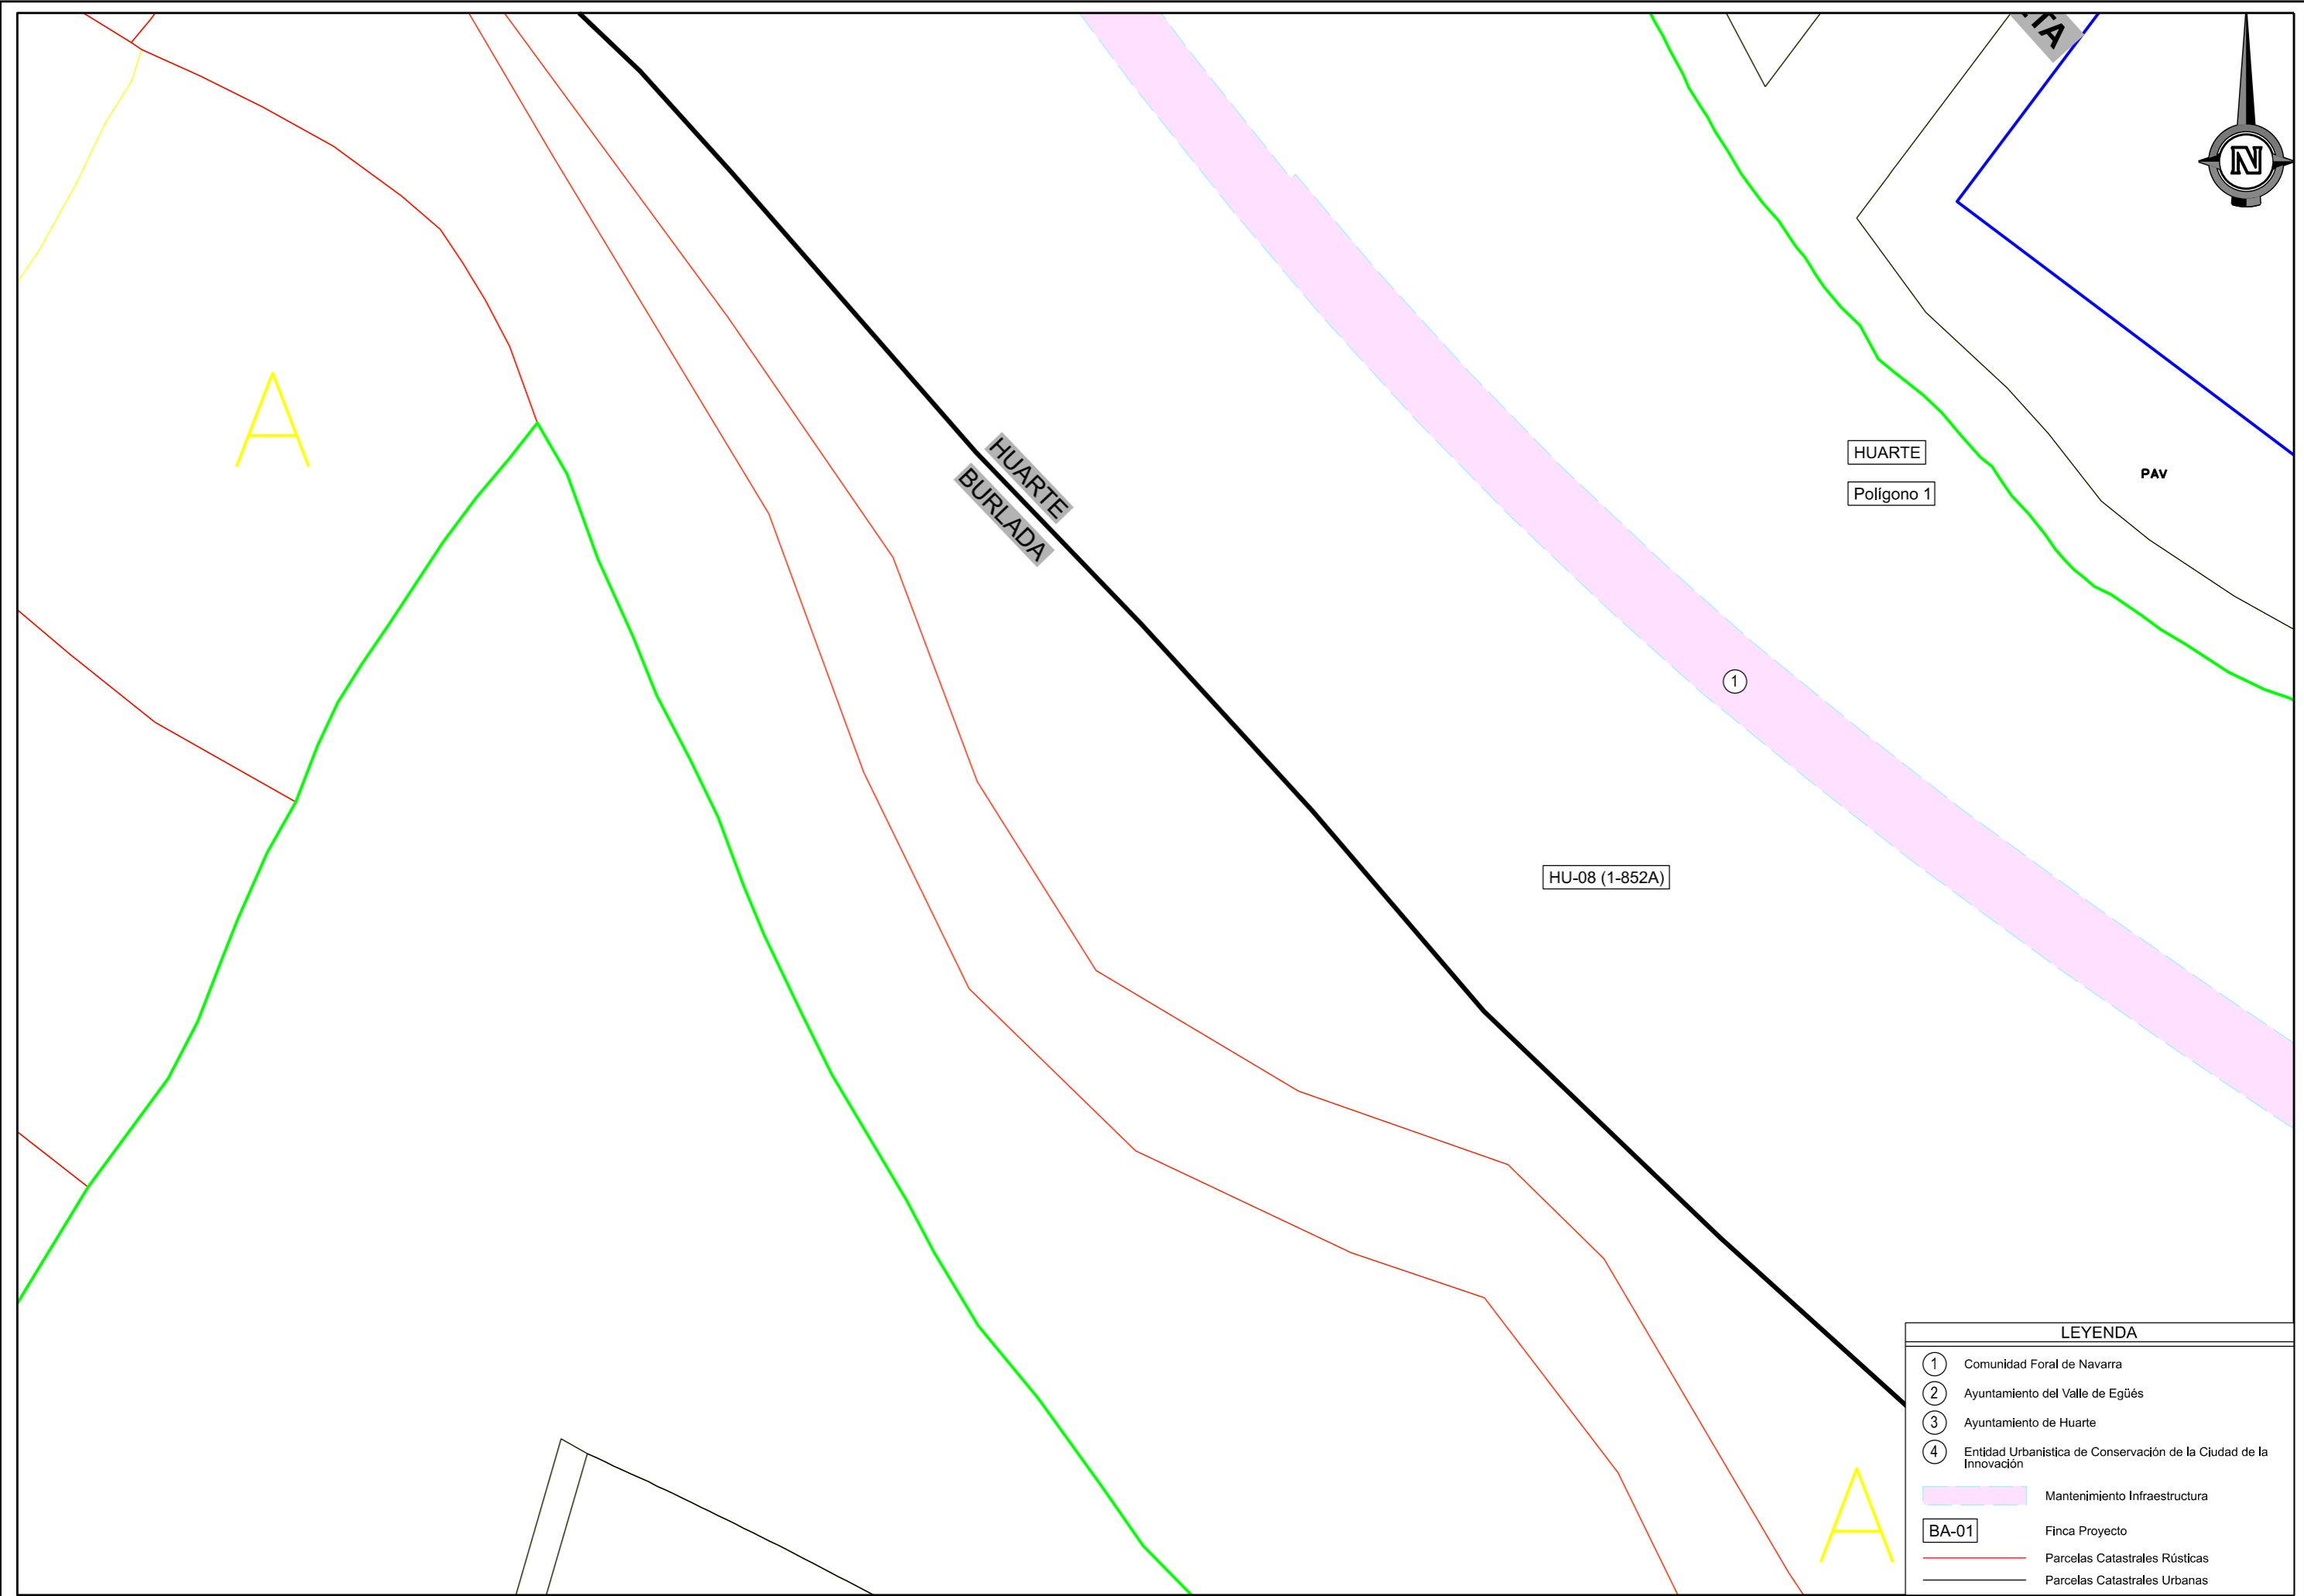 N
A
HUARTE
BURLADA
HUARTE
Polígono 1
PAV
1
HU-08 (1-852A)
A
LEYENDA
1 Comunidad Foral de Navarra
2 Ayuntamiento del Valle de Egüés
3 Ayuntamiento de Huarte
4 Entidad Urbanistica de Conservación de la Ciudad de la
Innovación
Mantenimiento Infraestructura
BA-01 Finca Proyecto
Parcelas Catastrales Rústicas
Parcelas Catastrales Urbanas